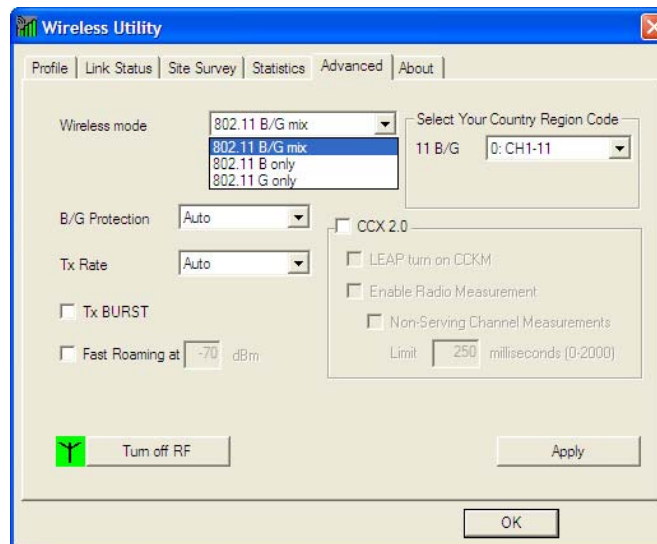 Wireless Utility
Profile Link Status Site Survey Statistics Advanced About
Wireless mode
802.11 B/G mix
802.11 B/G mix
802.11 B only
802.11 G only
Select Your Country Region Code
11 B/G 0: CH1-11
B/G Protection Auto
Tx Rate Auto
Tx BURST
Fast Roaming at -70 dBm
CCX 2.0
LEAP turn on CCKM
Enable Radio Measurement
Non-Serving Channel Measurements
Limit 250 milliseconds (0-2000)
Turn off RF
Apply
OK